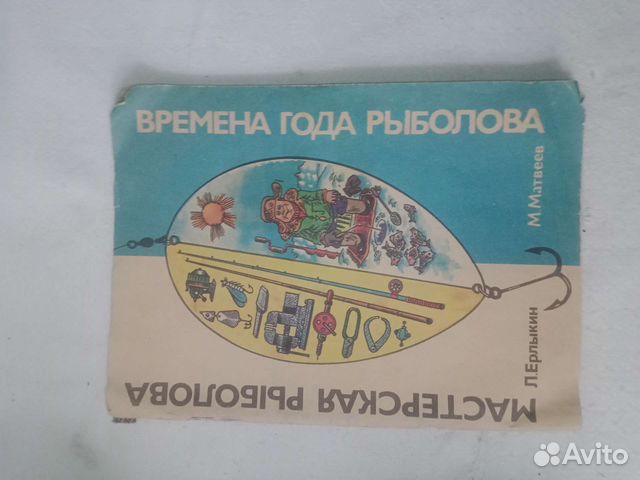 ВРЕМЕНА ГОДА РЫБОЛОВА
М.Матвеев
МАСТЕРСКАЯ РЫБОЛОВА
Л.Ерлыкин
Avito